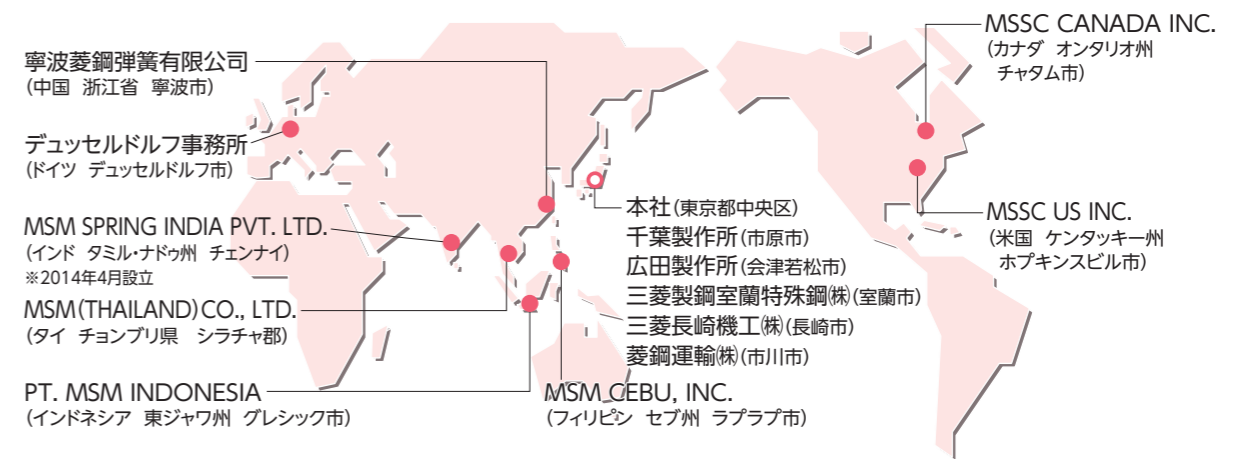 寧波菱鋼弾簧有限公司
(中国 浙江省 寧波市)
デュッセルドルフ事務所
(ドイツ デュッセルドルフ市)
MSM SPRING INDIA PVT. LTD.
(インド タミル・ナドゥ州 チェンナイ)
※2014年4月設立
MSM(THAILAND)CO., LTD.
(タイ チョンブリ県 シラチャ郡)
PT. MSM INDONESIA
(インドネシア 東ジャワ州 グレシック市)
本社(東京都中央区)
千葉製作所(市原市)
広田製作所(会津若松市)
三菱製鋼室蘭特殊鋼㈱(室蘭市)
三菱長崎機工㈱(長崎市)
菱鋼運輸㈱(市川市)
MSM CEBU, INC.
(フィリピン セブ州 ラプラプ市)
MSSC CANADA INC.
(カナダ オンタリオ州
チャタム市)
MSSC US INC.
(米国 ケンタッキー州
ホプキンスビル市)